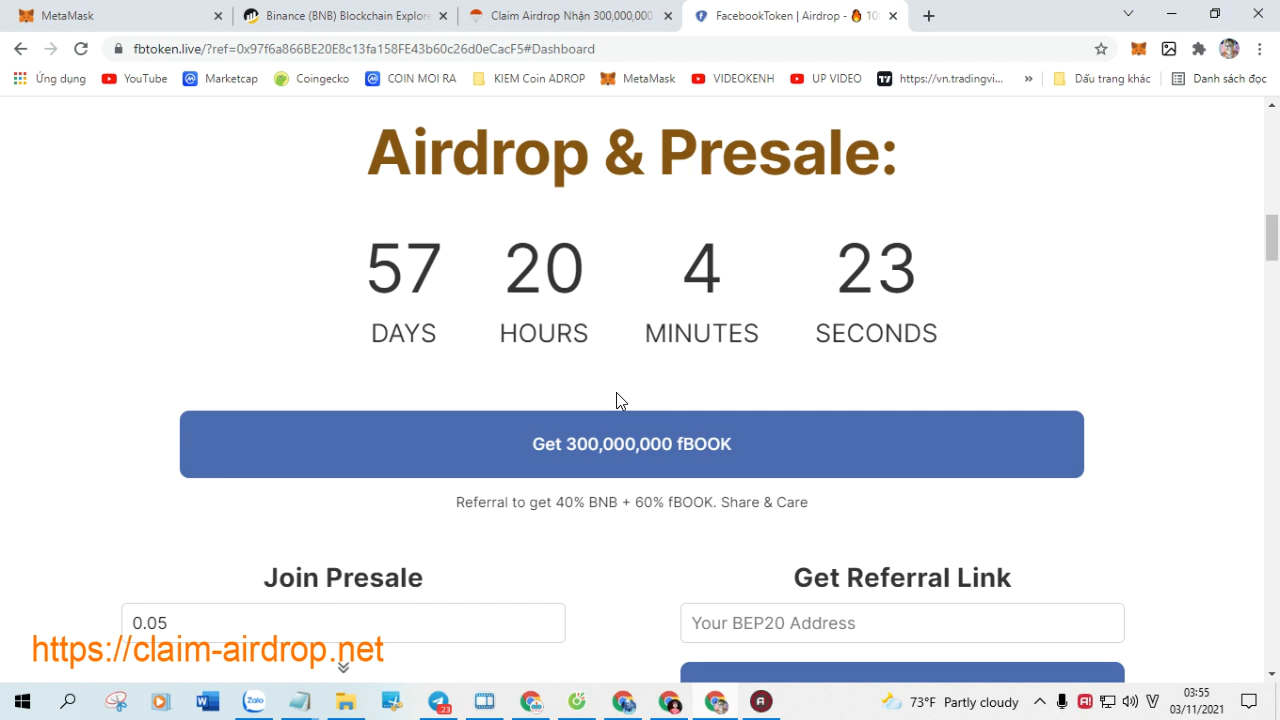 MetaMask
Binance (BNB) Blockchain Explore
Claim Airdrop Nhận 300,000,000
FacebookToken | Airdrop - 🔥 10
fbtoken.live/?ref=0x97f6a866BE20E8c13fa158FE43b60c26d0eCacF5#Dashboard
Ứng dụng
YouTube
Marketcap
Coingecko
COIN MOI RA
KIEM Coin ADROP
MetaMask
VIDEOKENH
UP VIDEO
https://vn.tradingvi...
»
Dấu trang khác
Danh sách đọc
Airdrop & Presale:
57 20 4 23
DAYS HOURS MINUTES SECONDS
Get 300,000,000 fBOOK
Referral to get 40% BNB + 60% fBOOK. Share & Care
Join Presale
Get Referral Link
0.05
Your BEP20 Address
https://claim-airdrop.net
Zalo
23
73°F Partly cloudy
03:55
03/11/2021